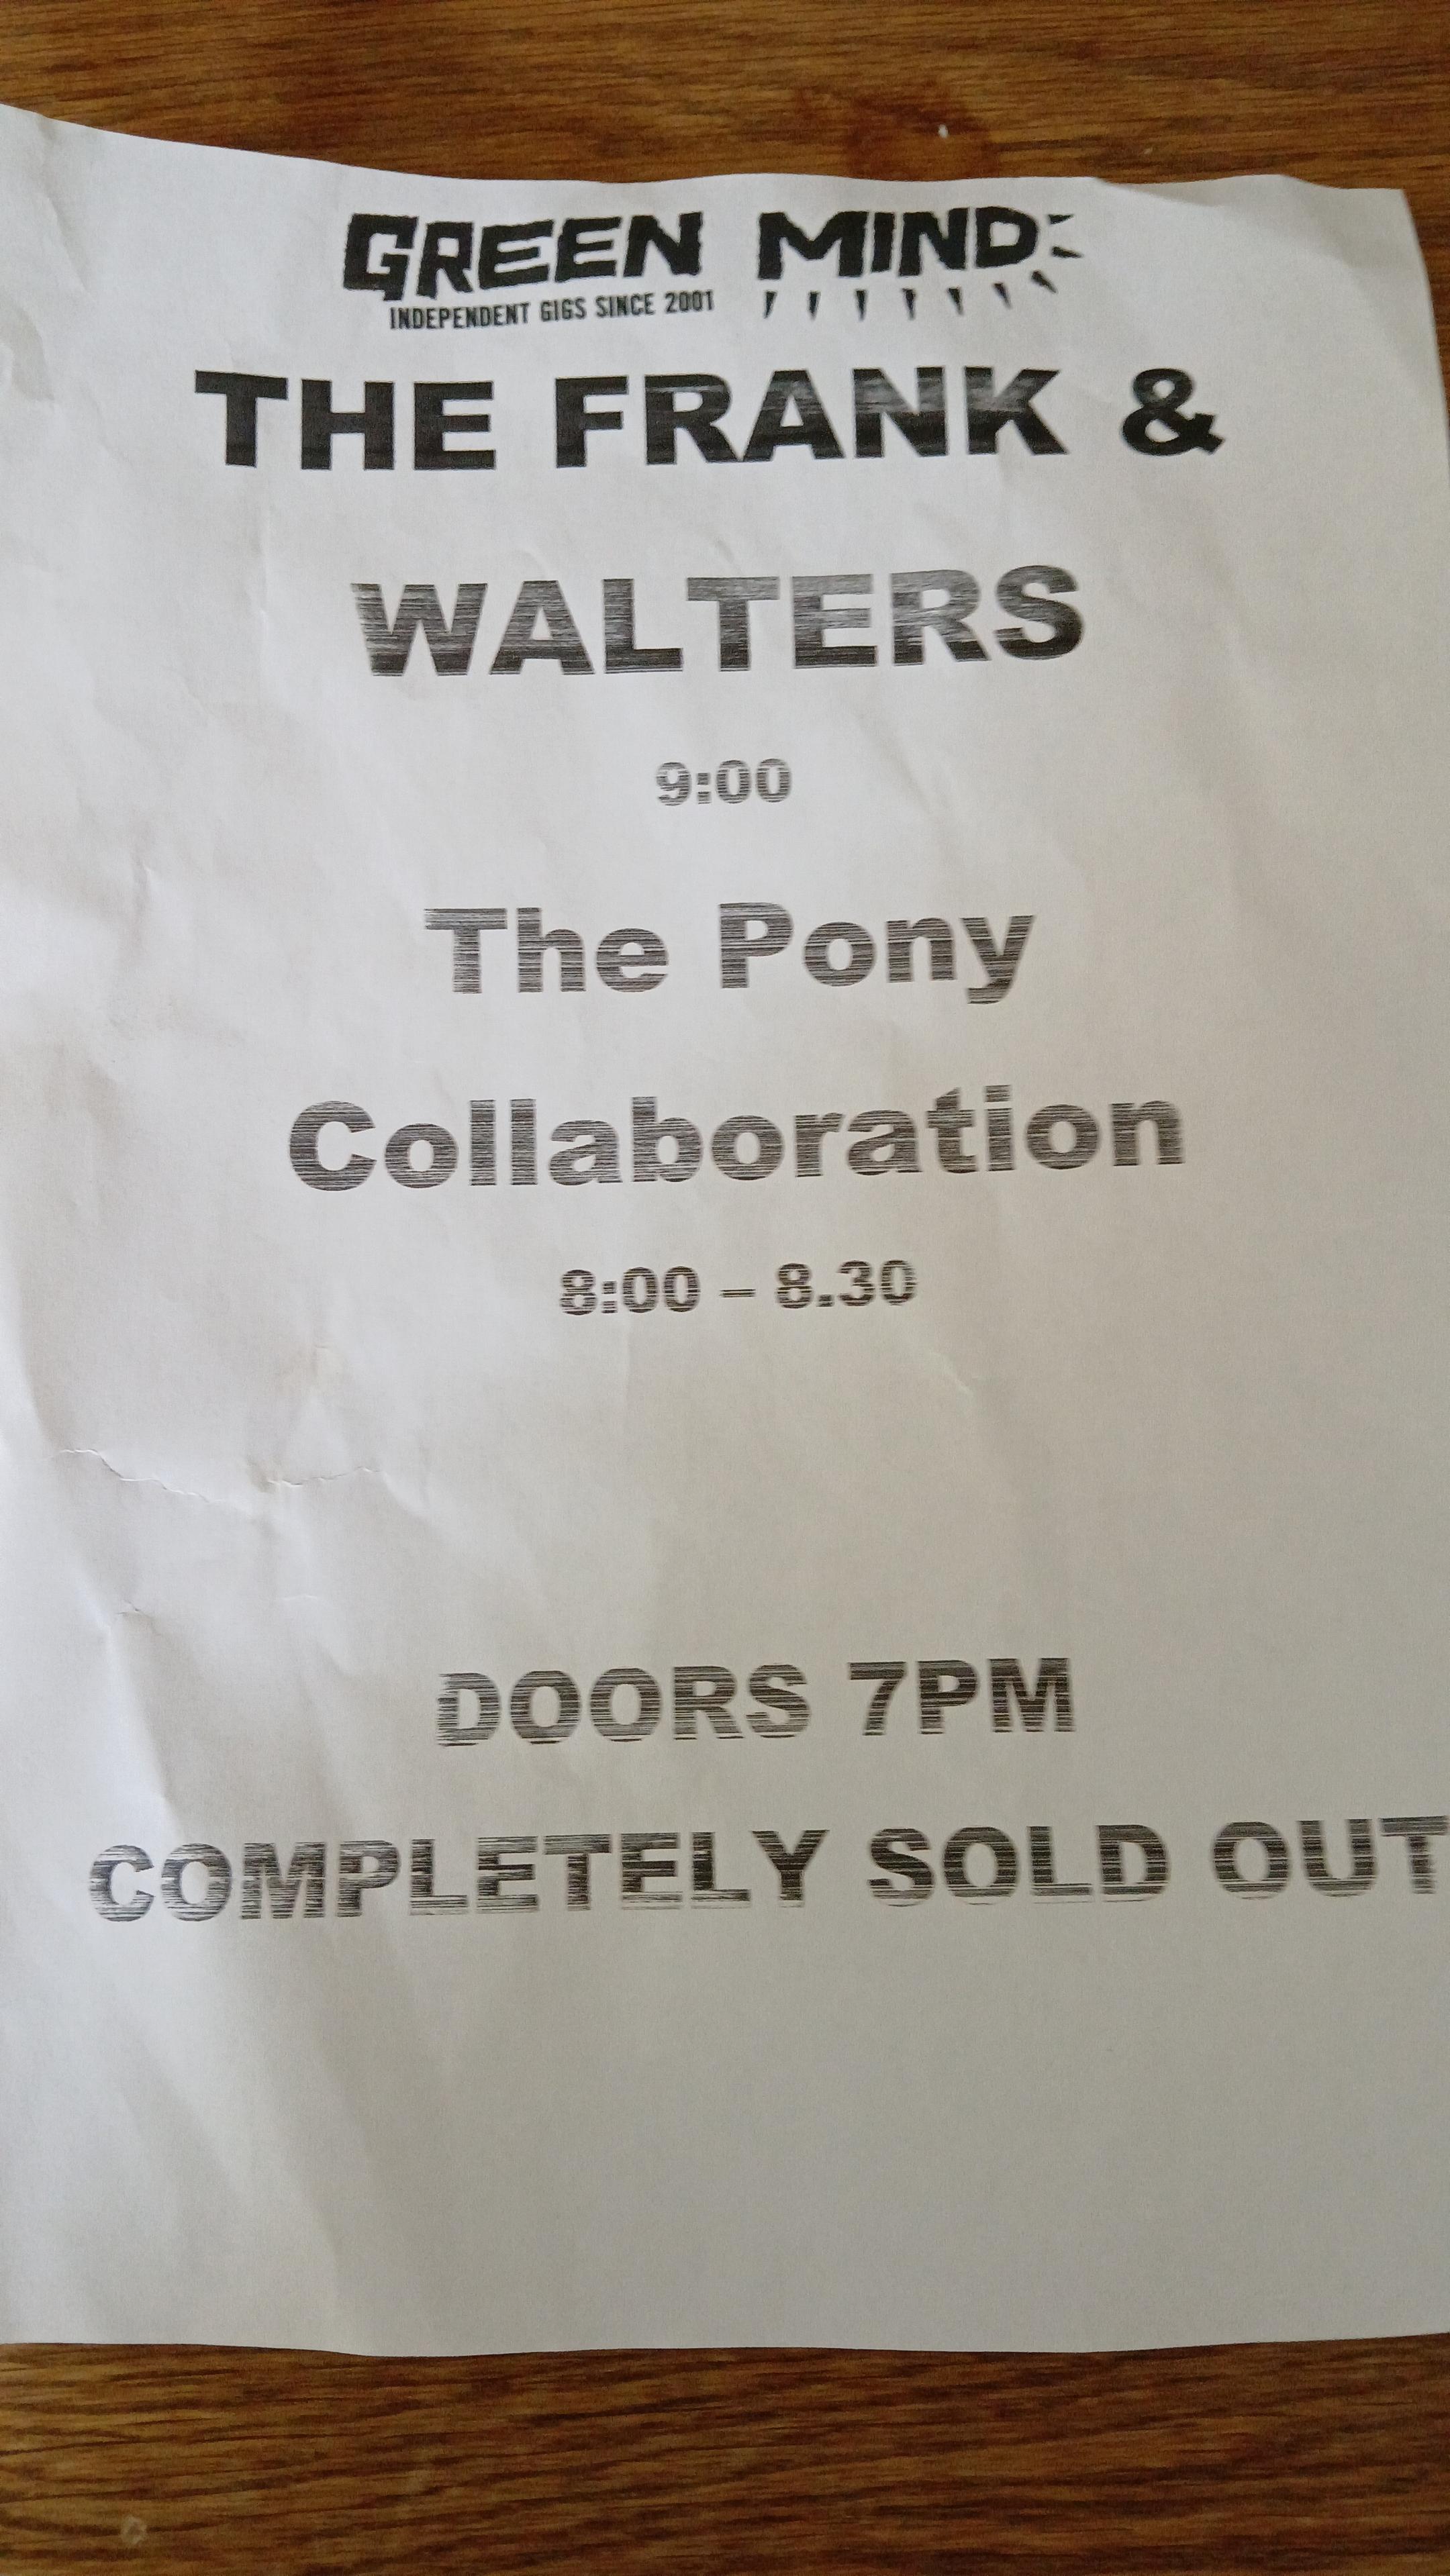 GREEN MIND
INDEPENDENT GIGS SINCE 2001
THE FRANK &
WALTERS
9:00
The Pony
Collaboration
8:00 – 8.30
DOORS 7PM
COMPLETELY SOLD OUT